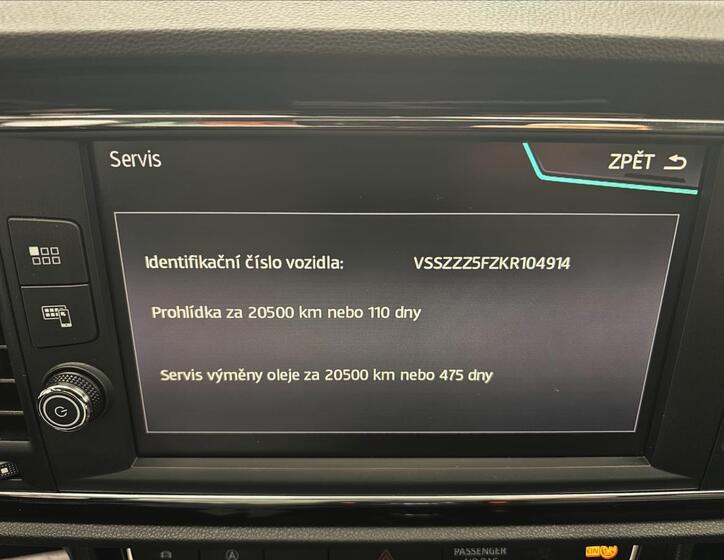 Servis
ZPĚT
Identifikační číslo vozidla: VSSZZZ5FZKR104914
Prohlídka za 20500 km nebo 110 dny
Servis výměny oleje za 20500 km nebo 475 dny
PASSENGER
ON